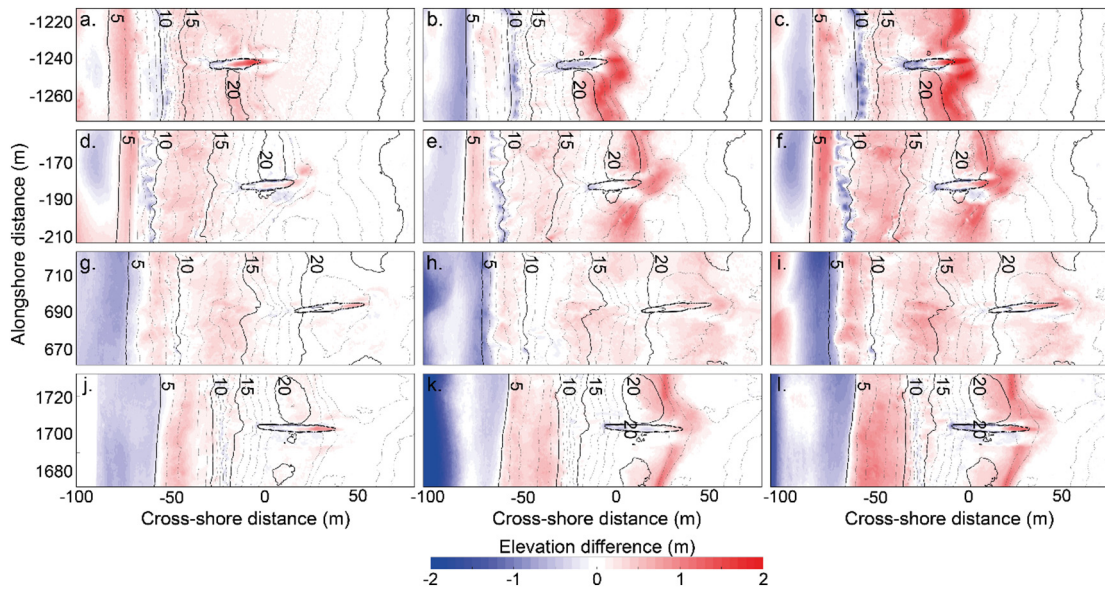 a. 5 10 15 20
b. 5 10 15 20
c. 5 10 15 20
-1220
-1240
-1260
d. 5 10 15 20
e. 5 10 15 20
f. 5 10 15 20
-170
-190
-210
g. 5 10 15 20
h. 5 10 15 20
i. 5 10 15 20
710
690
670
j. 5 10 15 20
k. 5 10 15 20 20
l. 5 10 15 20 20
1720
1700
1680
Alongshore distance (m)
-100 -50 0 50
-100 -50 0 50
-100 -50 0 50
Cross-shore distance (m)
Cross-shore distance (m)
Cross-shore distance (m)
Elevation difference (m)
-2 -1 0 1 2